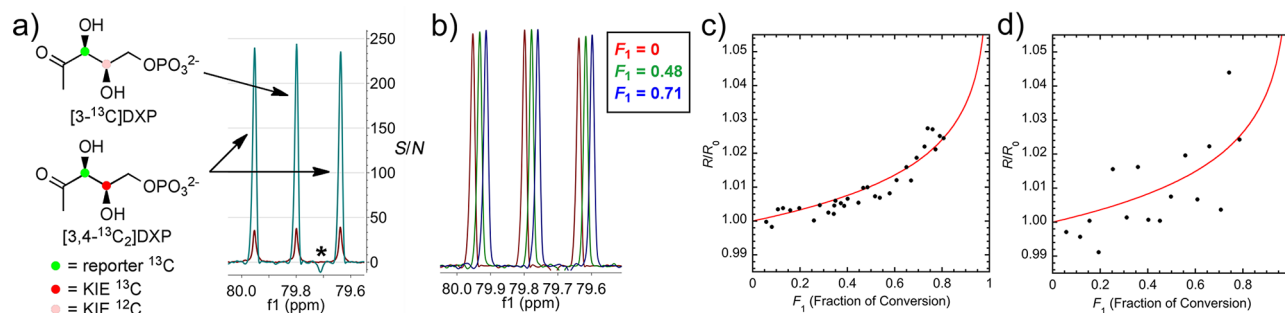 a)
OH
O
OPO₃²⁻
OH
[3-¹³C]DXP
OH
O
OPO₃²⁻
OH
[3,4-¹³C₂]DXP
= reporter ¹³C
= KIE ¹³C
= KIE ¹²C
250
200
150
S/N
100
50
0
*
80.0 79.8 79.6
f1 (ppm)
b)
F₁ = 0
F₁ = 0.48
F₁ = 0.71
80.0 79.9 79.8 79.7 79.6
f1 (ppm)
c)
1.05
1.04
1.03
R/R₀
1.02
1.01
1.00
0.99
0 0.2 0.4 0.6 0.8 1
F₁ (Fraction of Conversion)
d)
1.05
1.04
1.03
R/R₀
1.02
1.01
1.00
0.99
0 0.2 0.4 0.6 0.8
F₁ (Fraction of Conversion)